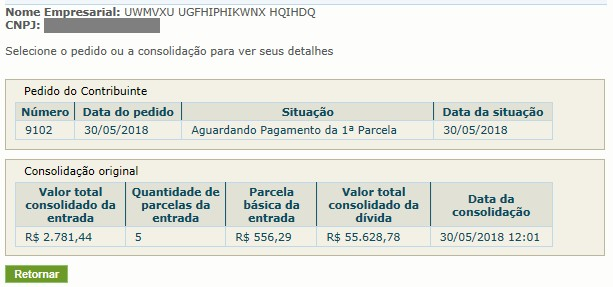 Nome Empresarial: UWMVXU UGFHIPHIKWNX HQIHDQ
CNPJ:
Selecione o pedido ou a consolidação para ver seus detalhes
Pedido do Contribuinte
Número Data do pedido Situação Data da situação
9102 30/05/2018 Aguardando Pagamento da 1ª Parcela 30/05/2018
Consolidação original
Valor total consolidado da entrada Quantidade de parcelas da entrada Parcela básica da entrada Valor total consolidado da dívida Data da consolidação
R$ 2.781,44 5 R$ 556,29 R$ 55.628,78 30/05/2018 12:01
Retornar